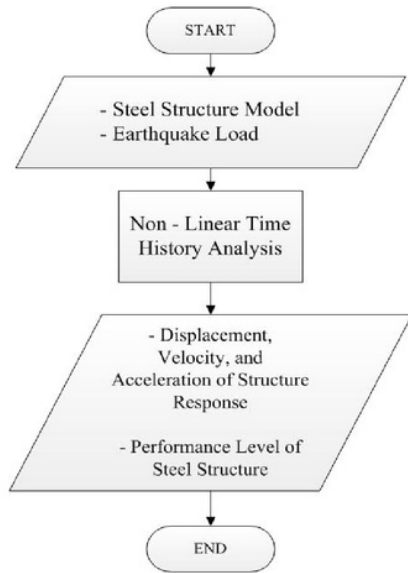 START
- Steel Structure Model
- Earthquake Load
Non - Linear Time
History Analysis
- Displacement,
Velocity, and
Acceleration of Structure
Response
- Performance Level of
Steel Structure
END